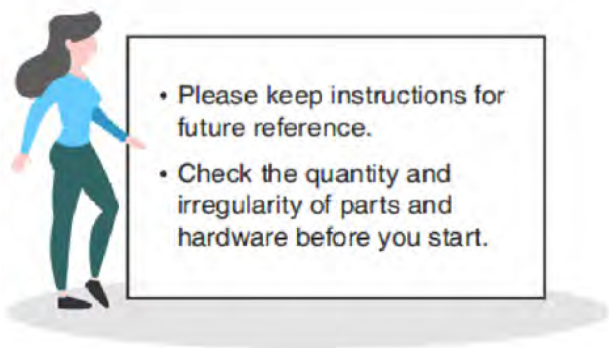 • Please keep instructions for
future reference.
• Check the quantity and
irregularity of parts and
hardware before you start.